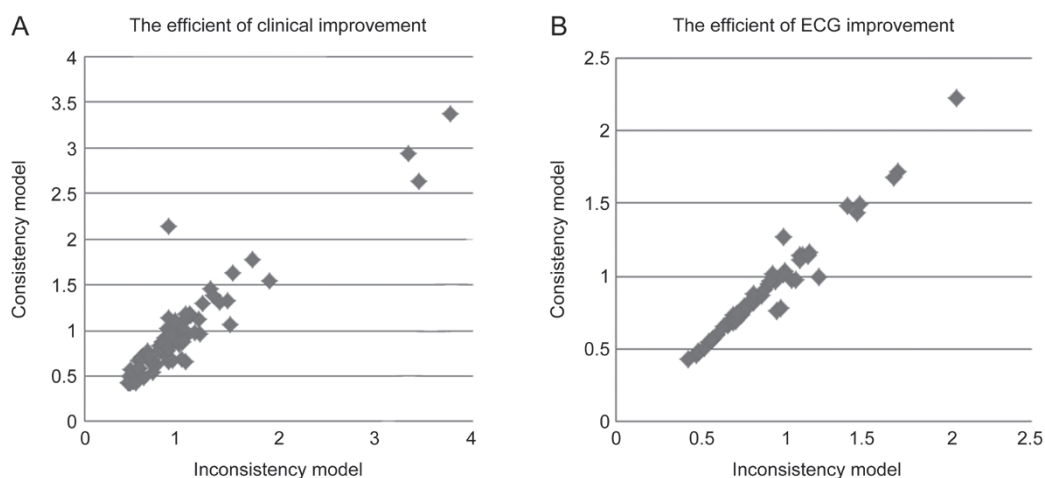 A
The efficient of clinical improvement
4
3.5
3
2.5
2
1.5
1
0.5
0
0 1 2 3 4
Consistency model
Inconsistency model
B
The efficient of ECG improvement
2.5
2
1.5
1
0.5
0
0 0.5 1 1.5 2 2.5
Consistency model
Inconsistency model